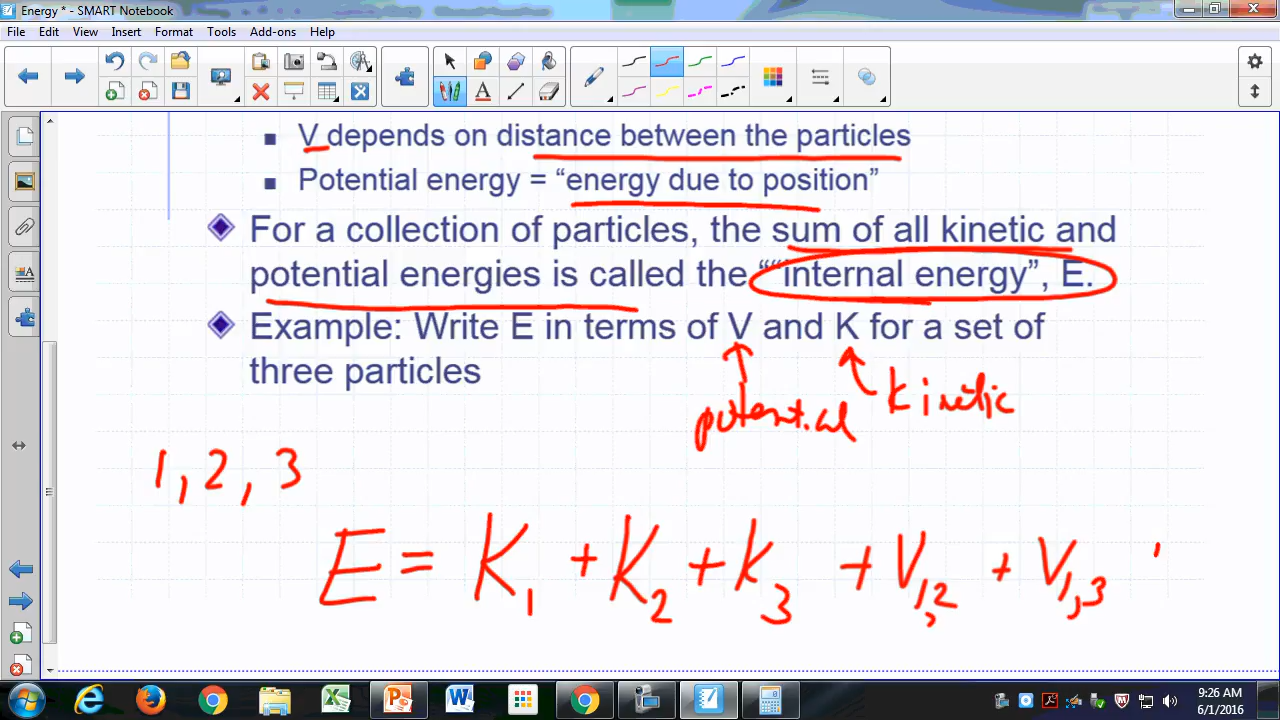 Energy * - SMART Notebook
File Edit View Insert Format Tools Add-ons Help
V depends on distance between the particles
Potential energy = “energy due to position”
For a collection of particles, the sum of all kinetic and
potential energies is called the ““internal energy”, E.
Example: Write E in terms of V and K for a set of
three particles
potential kinetic
1, 2, 3
E = K1 + K2 + K3 + V1,2 + V1,3
9:26 AM
6/1/2016